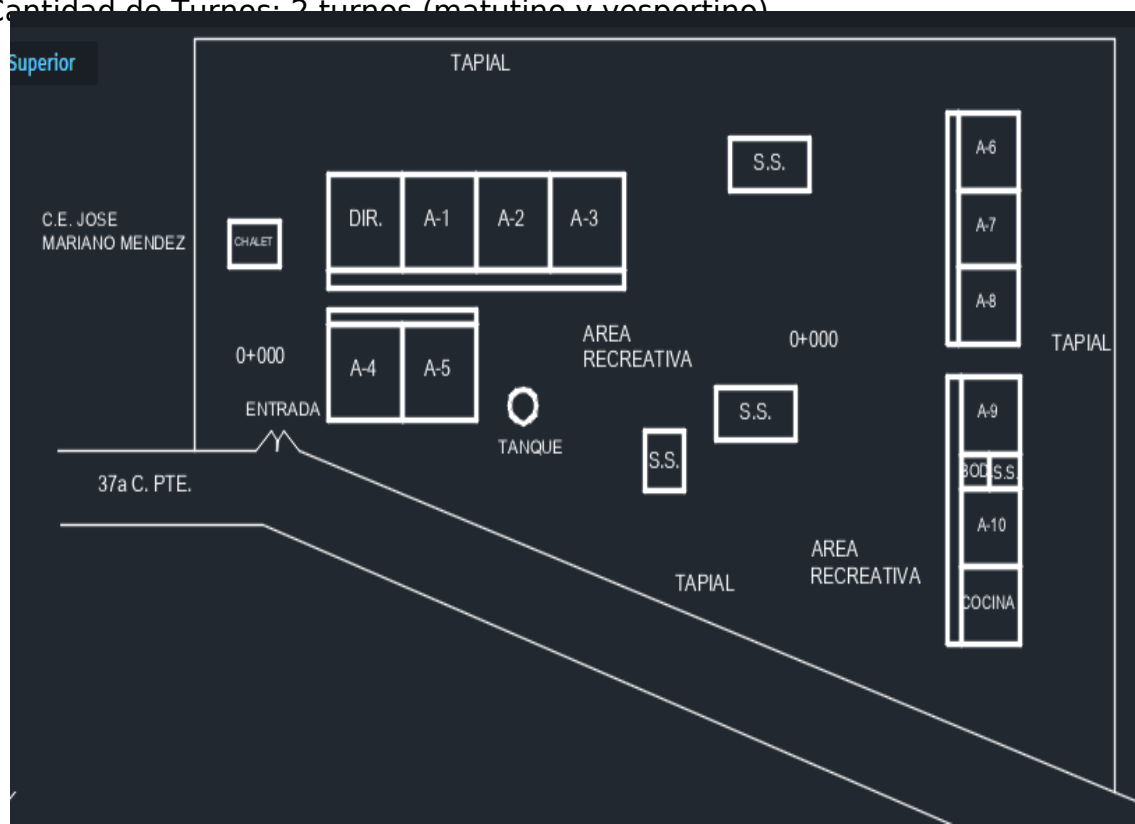 Cantidad de Turnos: 2 turnos (matutino y vespertino)
Superior
TAPIAL
A-6
S.S.
C.E. JOSE
MARIANO MENDEZ
CHALET
DIR.
A-1
A-2
A-3
A-7
A-8
0+000
A-4
A-5
AREA
RECREATIVA
0+000
TAPIAL
ENTRADA
TANQUE
S.S.
S.S.
A-9
BOD
S.S.
37a C. PTE.
A-10
AREA
RECREATIVA
TAPIAL
COCINA